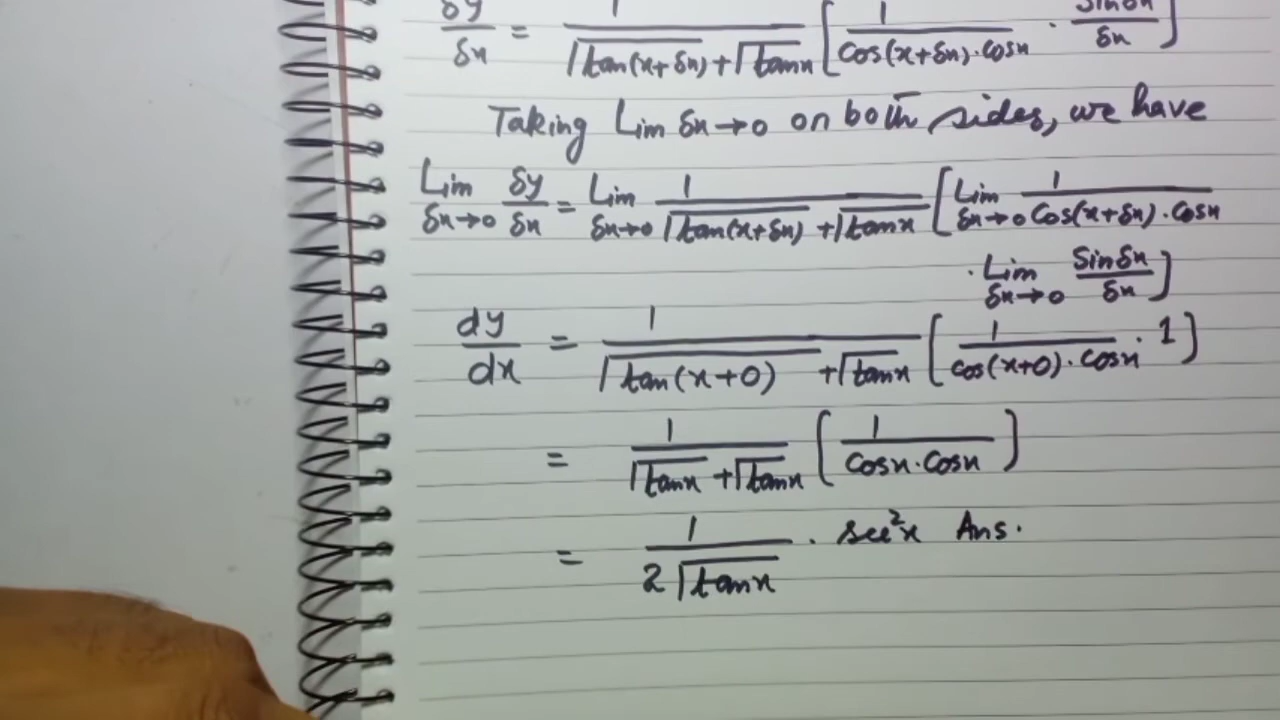 δy/δx = 1/(√tan(x+δx) + √tanx) [1/(cos(x+δx)·cosx) · sinδx/δx]
Taking Lim δx→0 on both sides, we have
Lim δx→0 δy/δx = Lim δx→0 1/(√tan(x+δx) + √tanx) [Lim δx→0 1/(Cos(x+δx)·Cosx)
· Lim δx→0 Sinδx/δx]
dy/dx = 1/(√tan(x+0) + √tanx) [1/(cos(x+0)·cosx) · 1]
= 1/(√tanx + √tanx) [1/(Cosx·Cosx)]
= 1/(2√tanx) · sec²x Ans.